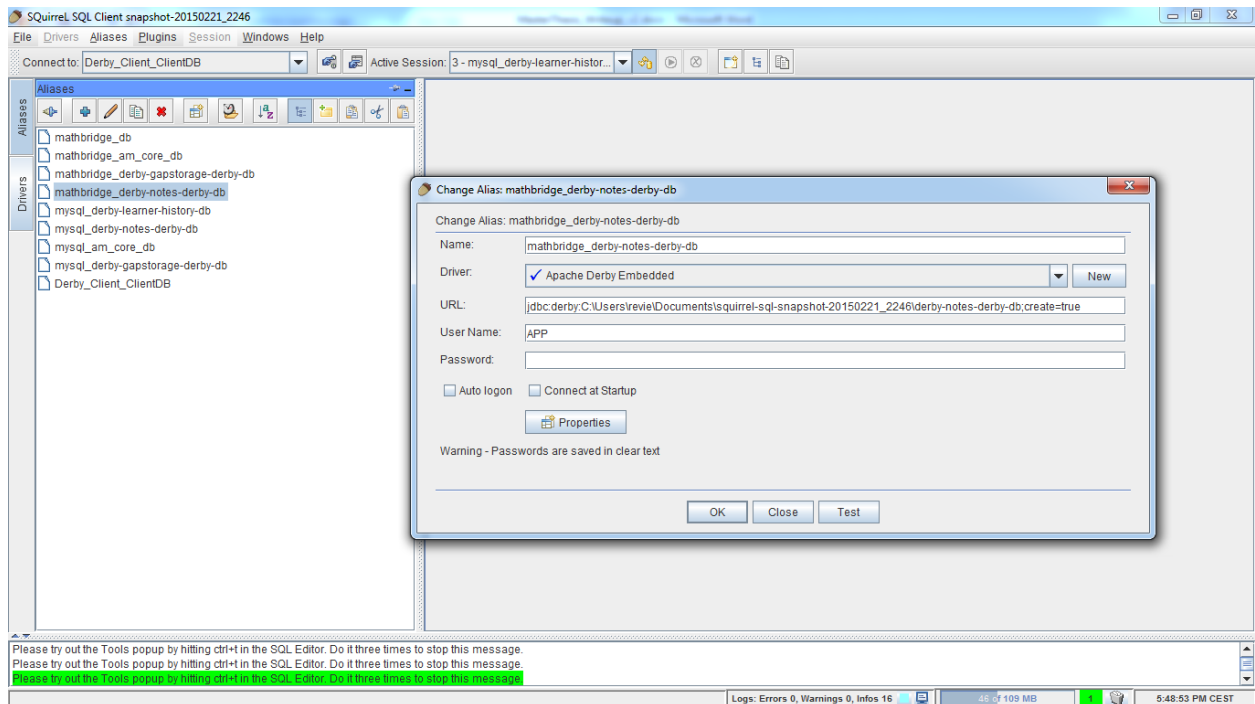 SQuirreL SQL Client snapshot-20150221_2246
File Drivers Aliases Plugins Session Windows Help
Connect to: Derby_Client_ClientDB Active Session: 3 - mysql_derby-learner-histor...
Aliases
Aliases
Drivers
mathbridge_db
mathbridge_am_core_db
mathbridge_derby-gapstorage-derby-db
mathbridge_derby-notes-derby-db
mysql_derby-learner-history-db
mysql_derby-notes-derby-db
mysql_am_core_db
mysql_derby-gapstorage-derby-db
Derby_Client_ClientDB
Change Alias: mathbridge_derby-notes-derby-db
Change Alias: mathbridge_derby-notes-derby-db
Name: mathbridge_derby-notes-derby-db
Driver: Apache Derby Embedded New
URL: jdbc:derby:C:\Users\revie\Documents\squirrel-sql-snapshot-20150221_2246\derby-notes-derby-db;create=true
User Name: APP
Password:
Auto logon Connect at Startup
Properties
Warning - Passwords are saved in clear text
OK Close Test
Please try out the Tools popup by hitting ctrl+t in the SQL Editor. Do it three times to stop this message.
Please try out the Tools popup by hitting ctrl+t in the SQL Editor. Do it three times to stop this message.
Please try out the Tools popup by hitting ctrl+t in the SQL Editor. Do it three times to stop this message.
Logs: Errors 0, Warnings 0, Infos 16 46 of 109 MB 1 5:48:53 PM CEST